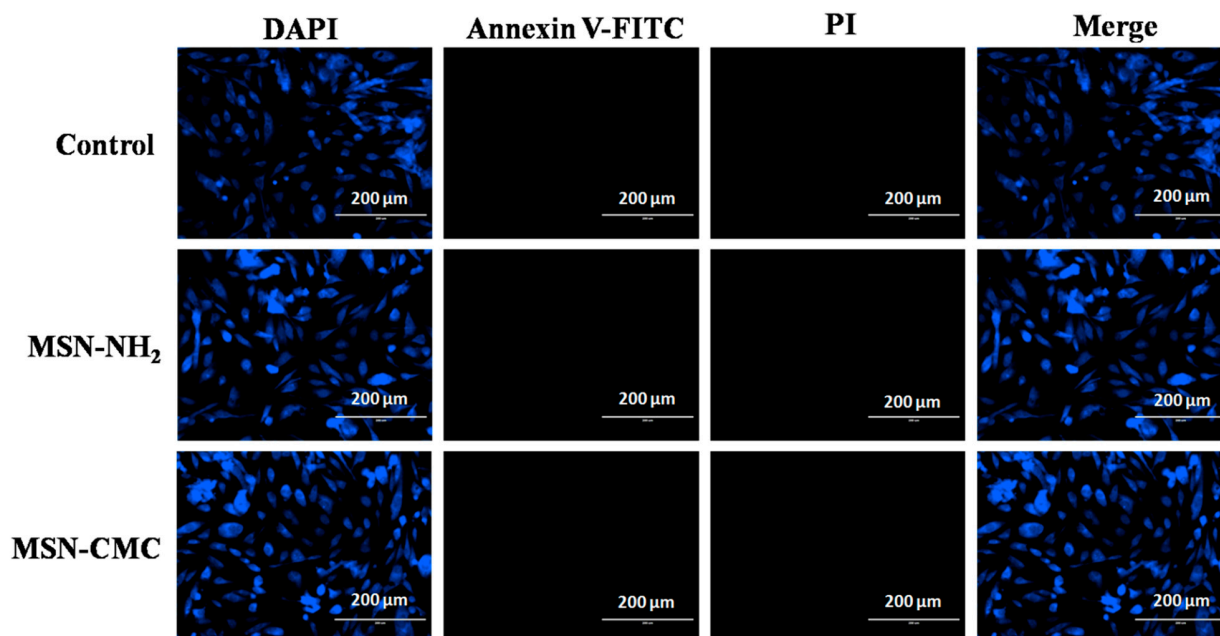 DAPI Annexin V-FITC PI Merge
Control
200 µm 200 µm 200 µm 200 µm
MSN-NH₂
200 µm 200 µm 200 µm 200 µm
MSN-CMC
200 µm 200 µm 200 µm 200 µm